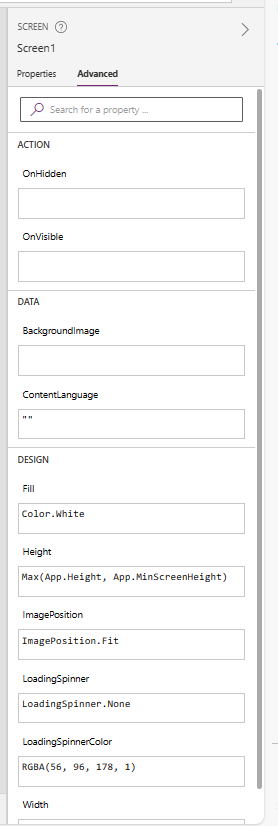 SCREEN ?
Screen1
Properties Advanced
Search for a property ...
ACTION
OnHidden
OnVisible
DATA
BackgroundImage
ContentLanguage
""
DESIGN
Fill
Color.White
Height
Max(App.Height, App.MinScreenHeight)
ImagePosition
ImagePosition.Fit
LoadingSpinner
LoadingSpinner.None
LoadingSpinnerColor
RGBA(56, 96, 178, 1)
Width